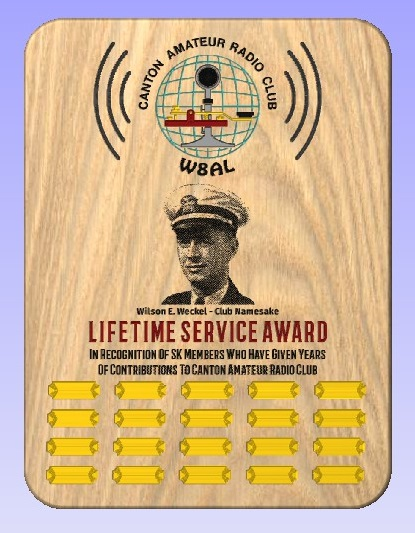 CANTON AMATEUR RADIO CLUB
W8AL
Wilson E. Weckel - Club Namesake
LIFETIME SERVICE AWARD
IN RECOGNITION OF SK MEMBERS WHO HAVE GIVEN YEARS
OF CONTRIBUTIONS TO CANTON AMATEUR RADIO CLUB